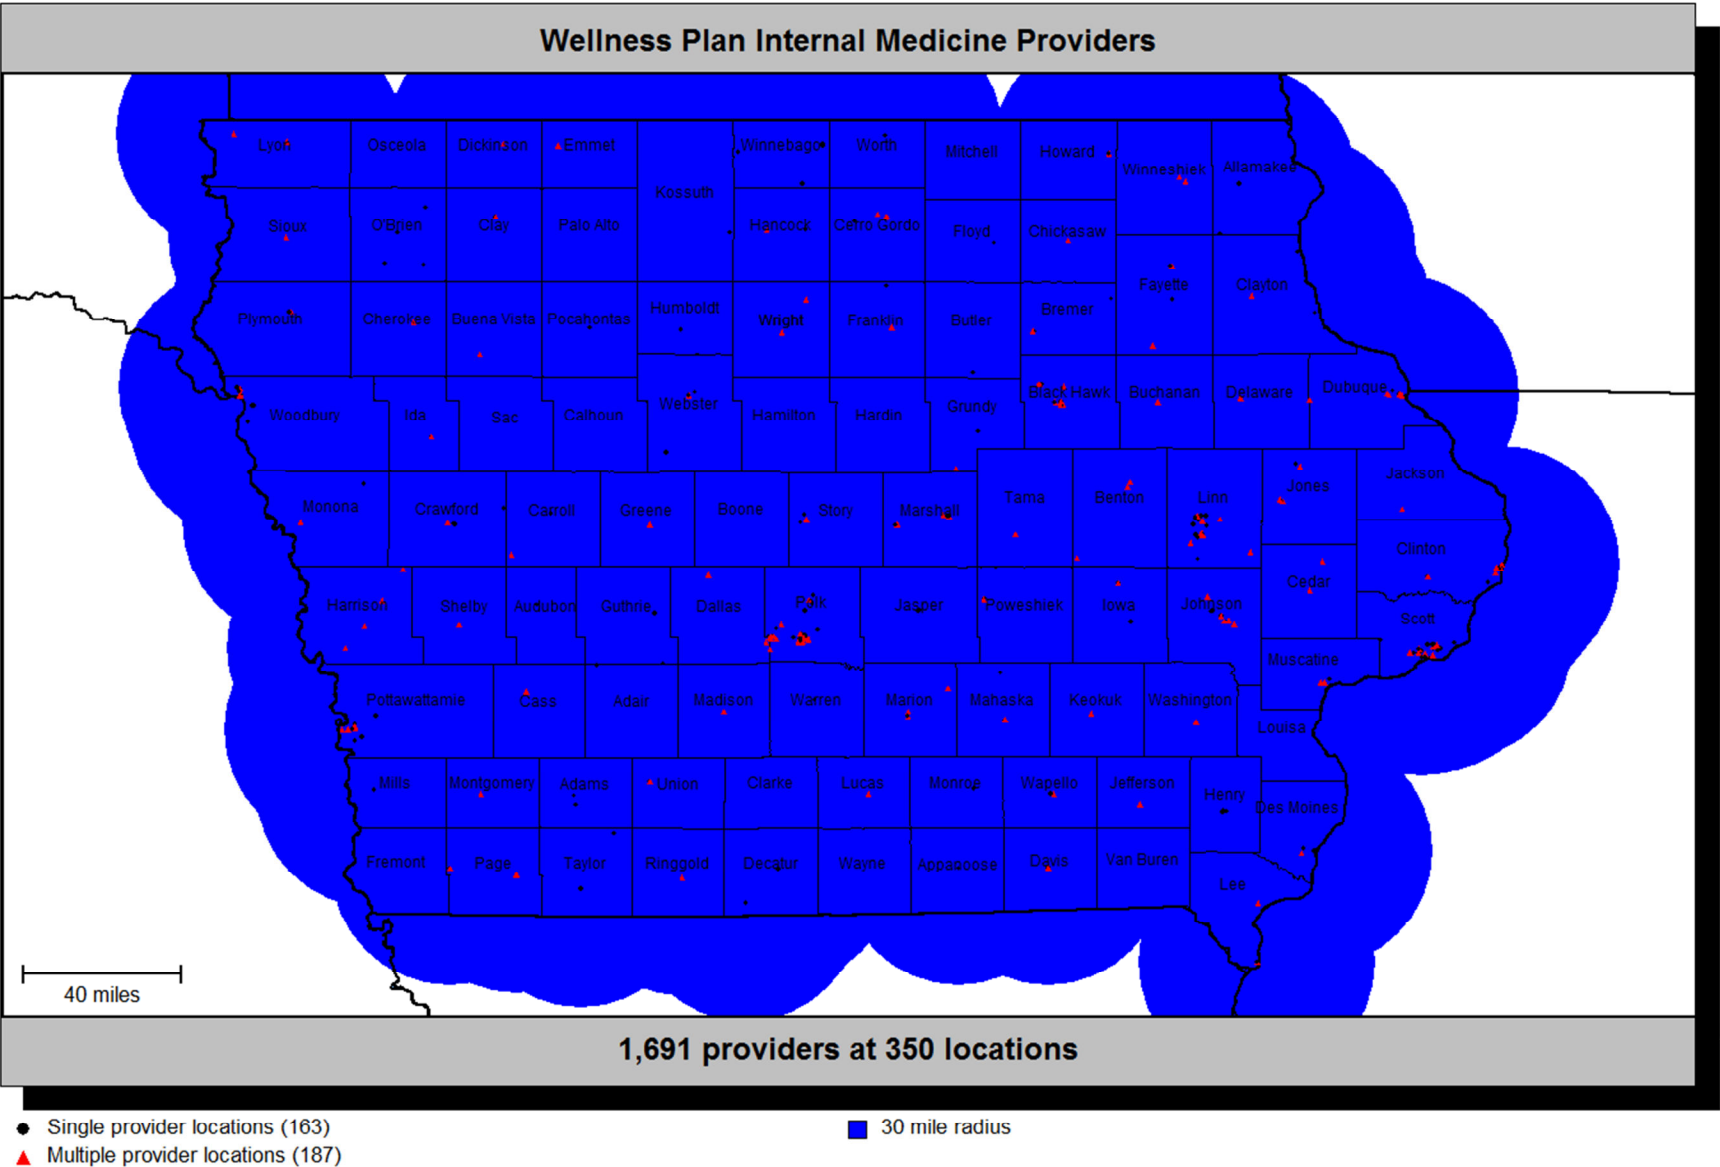 Wellness Plan Internal Medicine Providers
Lyon Osceola Dickinson Emmet Kossuth Winnebago Worth Mitchell Howard Winneshiek Allamakee
Sioux O'Brien Clay Palo Alto Hancock Cerro Gordo Floyd Chickasaw
Fayette Clayton
Plymouth Cherokee Buena Vista Pocahontas Humboldt Wright Franklin Butler Bremer
Woodbury Ida Sac Calhoun Webster Hamilton Hardin Grundy Black Hawk Buchanan Delaware Dubuque
Monona Crawford Carroll Greene Boone Story Marshall Tama Benton Linn Jones Jackson
Clinton
Harrison Shelby Audubon Guthrie Dallas Polk Jasper Poweshiek Iowa Johnson Cedar
Scott
Muscatine
Pottawattamie Cass Adair Madison Warren Marion Mahaska Keokuk Washington
Louisa
Mills Montgomery Adams Union Clarke Lucas Monroe Wapello Jefferson Henry Des Moines
Fremont Page Taylor Ringgold Decatur Wayne Appanoose Davis Van Buren
Lee
40 miles
1,691 providers at 350 locations
Single provider locations (163)
30 mile radius
Multiple provider locations (187)